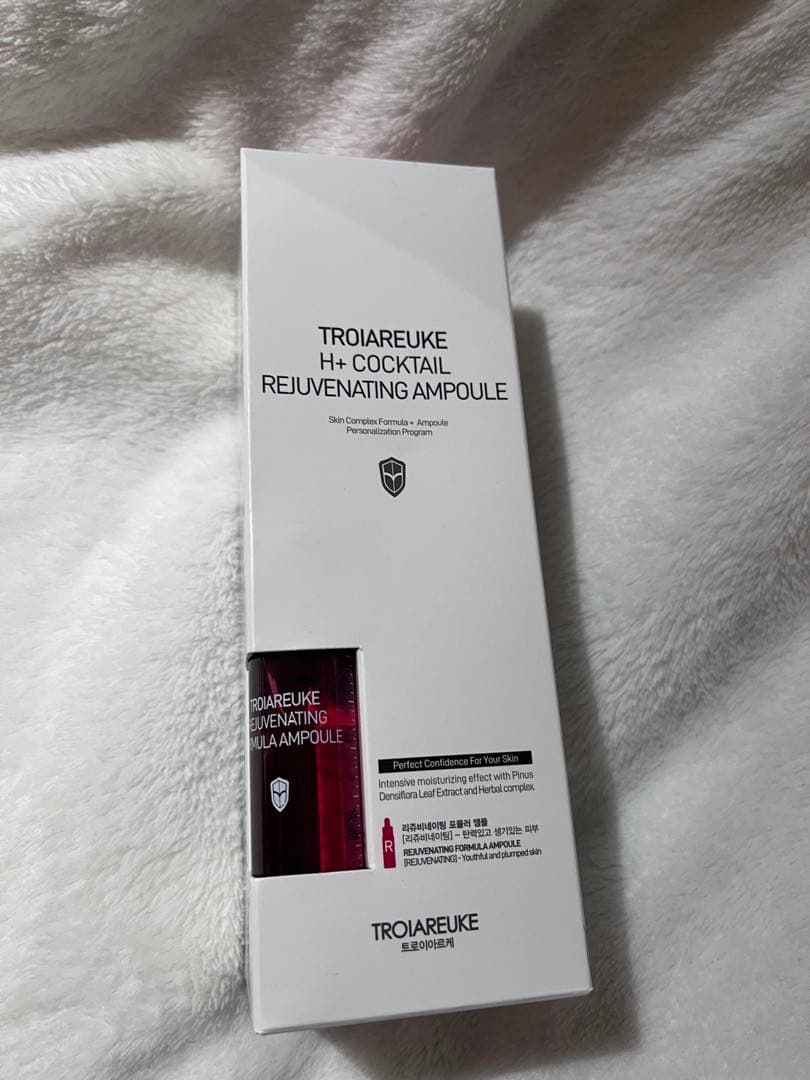 TROIAREUKE
H+ COCKTAIL
REJUVENATING AMPOULE
Skin Complex Formula + Ampoule
Personalization Program
TROIAREUKE
EJUVENATING
MULA AMPOULE
Perfect Confidence For Your Skin
Intensive moisturizing effect with Pinus
Densiflora Leaf Extract and Herbal complex.
R
리쥬비네이팅 포뮬러 앰플
[리쥬비네이팅] - 탄력있고 생기있는 피부
REJUVENATING FORMULA AMPOULE
[REJUVENATING] - Youthful and plumped skin
TROIAREUKE
트로이아르케